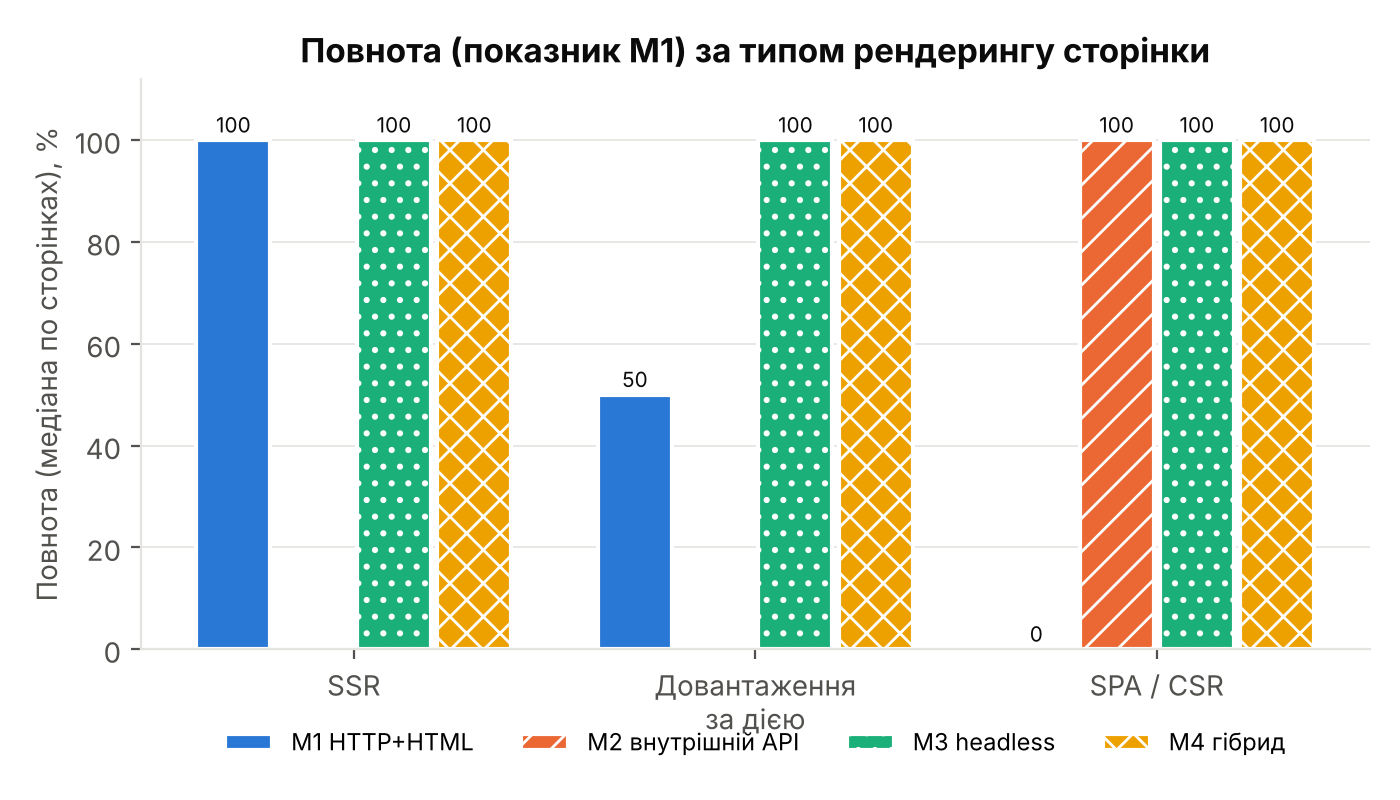 Повнота (показник M1) за типом рендерингу сторінки
Повнота (медіана по сторінках), %
100
80
60
40
20
0
100
100
100
50
100
100
0
100
100
100
SSR
Довантаження
за дією
SPA / CSR
M1 HTTP+HTML
M2 внутрішній API
M3 headless
M4 гібрид